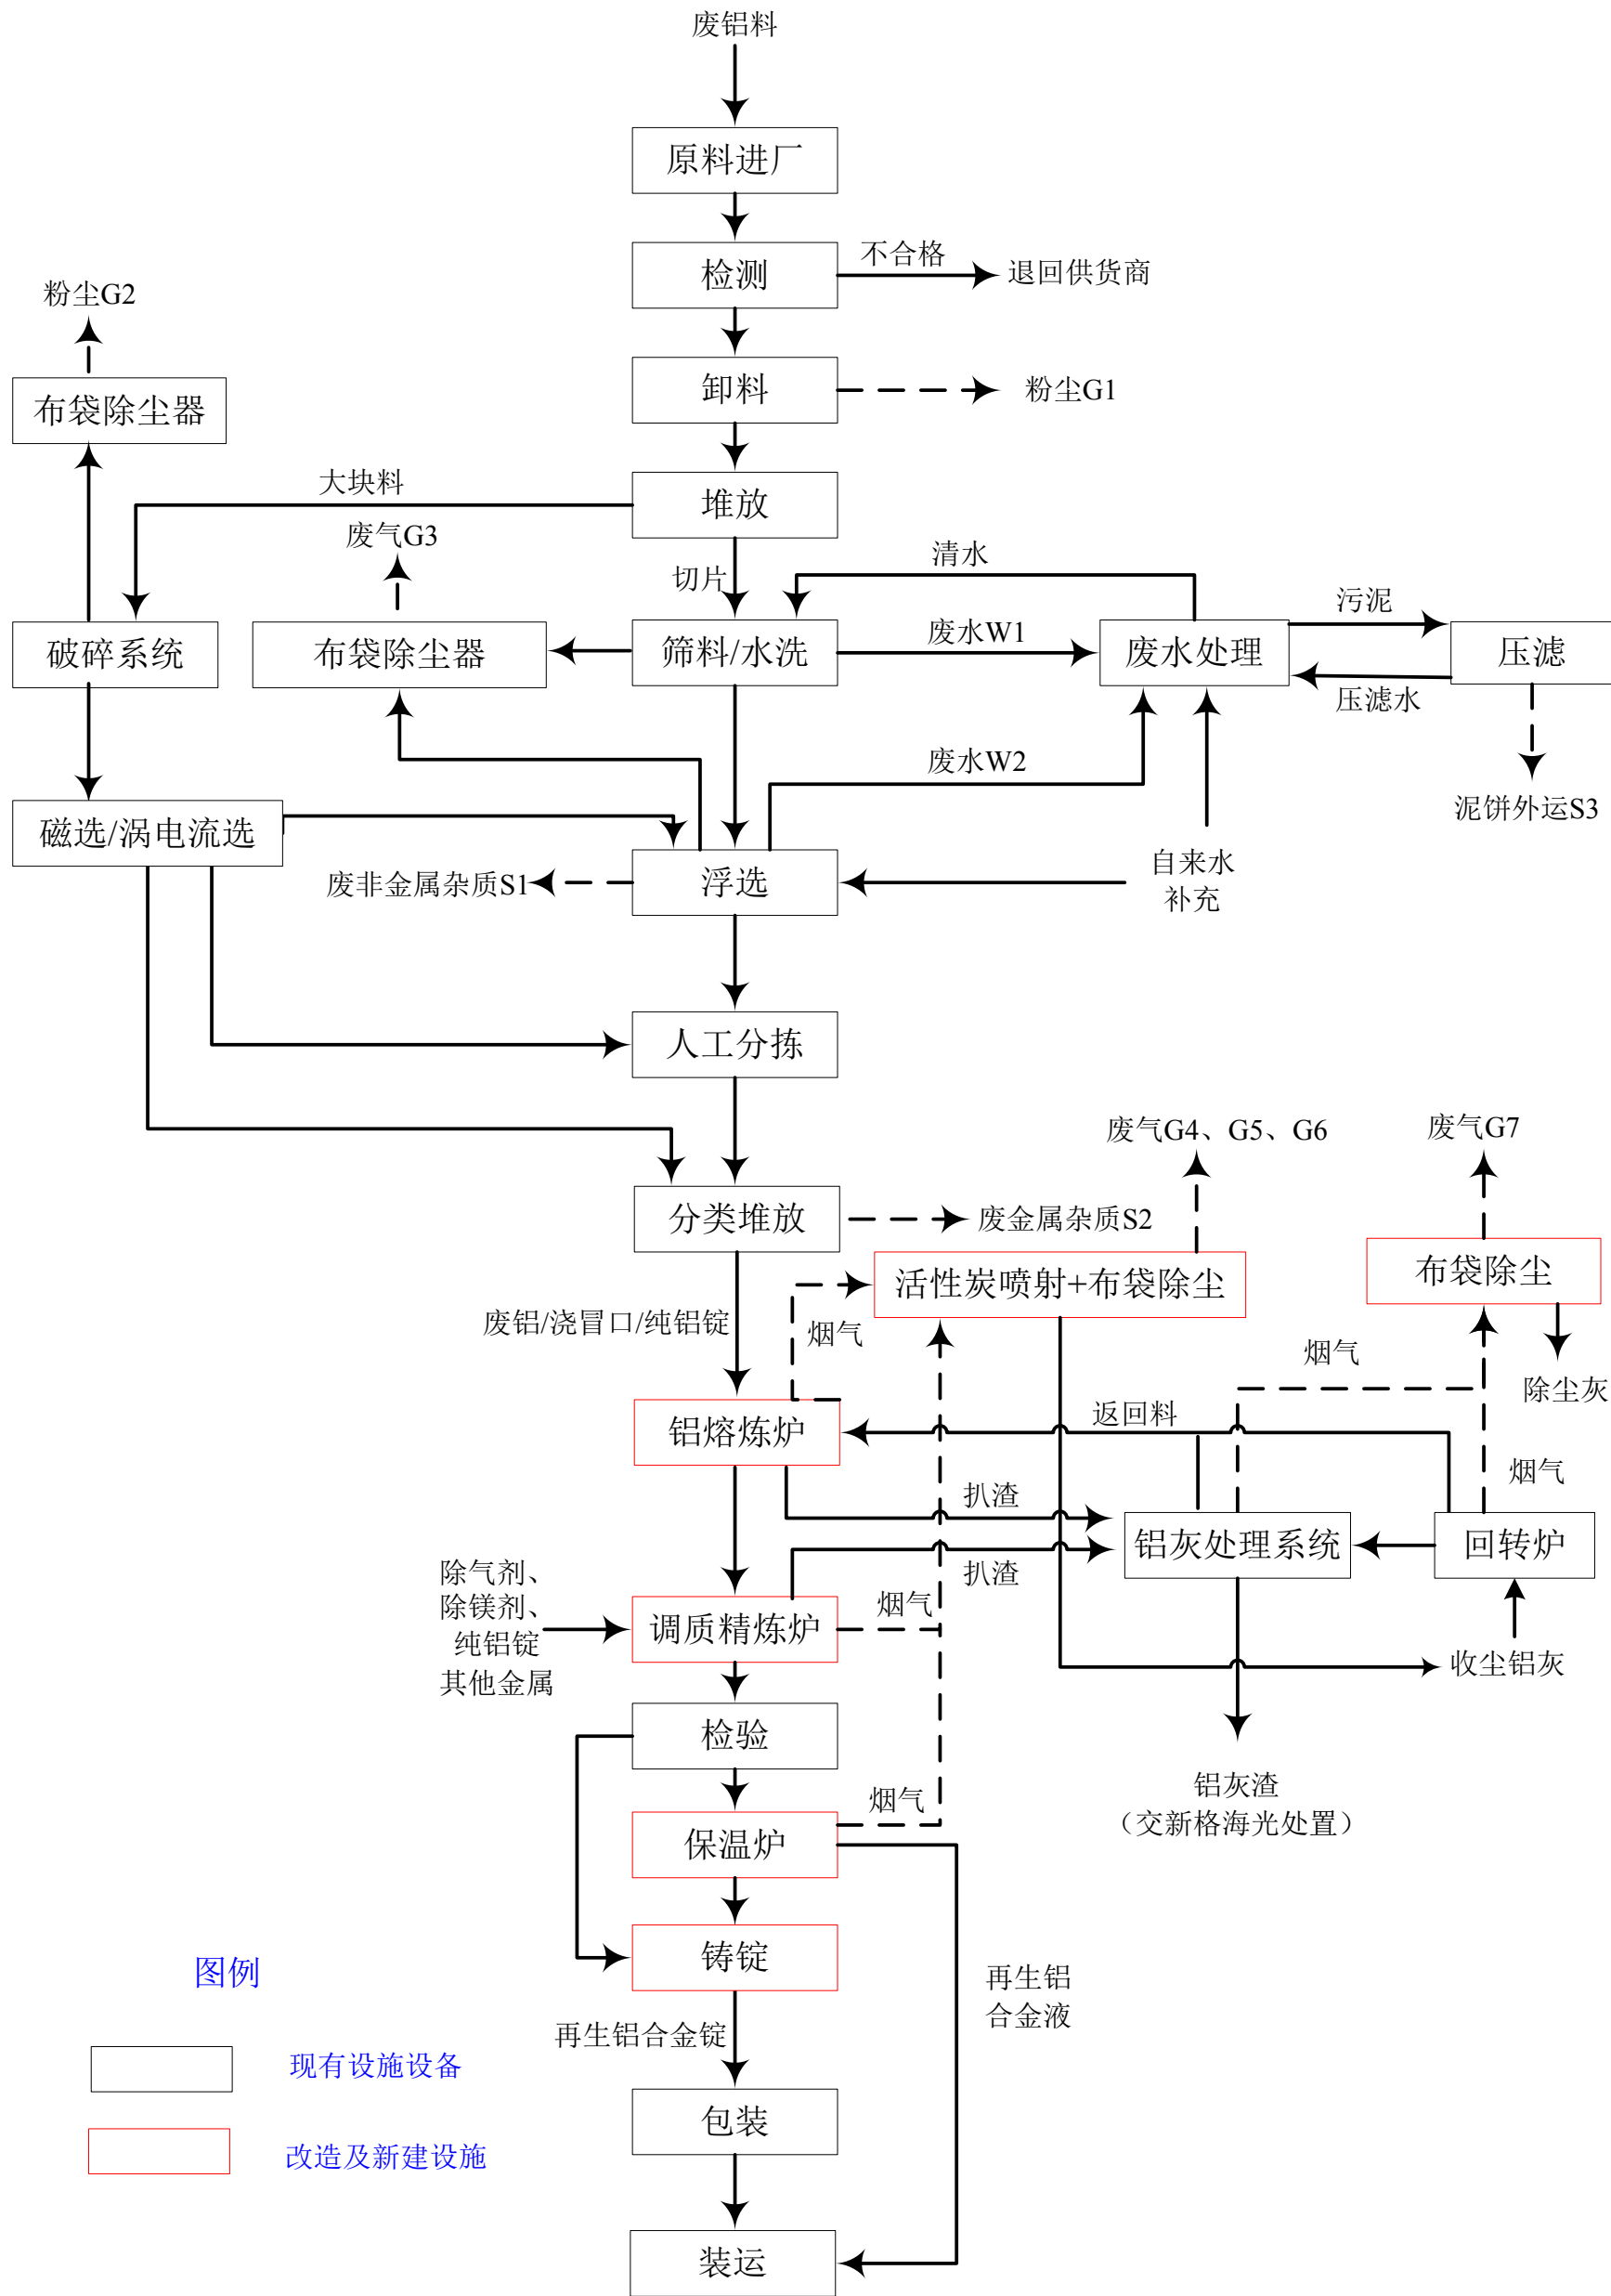 废铝料
原料进厂
检测
不合格
退回供货商
粉尘G2
布袋除尘器
卸料
粉尘G1
大块料
堆放
废气G3
切片
清水
污泥
破碎系统
布袋除尘器
筛料/水洗
废水W1
废水处理
压滤
压滤水
废水W2
泥饼外运S3
磁选/涡电流选
废非金属杂质S1
浮选
自来水
补充
人工分拣
废气G4、G5、G6
废气G7
分类堆放
废金属杂质S2
活性炭喷射+布袋除尘
布袋除尘
废铝/浇冒口/纯铝锭
烟气
烟气
除尘灰
铝熔炼炉
返回料
烟气
扒渣
铝灰处理系统
回转炉
除气剂、
除镁剂、
纯铝锭
其他金属
扒渣
调质精炼炉
烟气
收尘铝灰
检验
铝灰渣
（交新格海光处置）
保温炉
烟气
铸锭
图例
再生铝
合金液
再生铝合金锭
现有设施设备
包装
改造及新建设施
装运